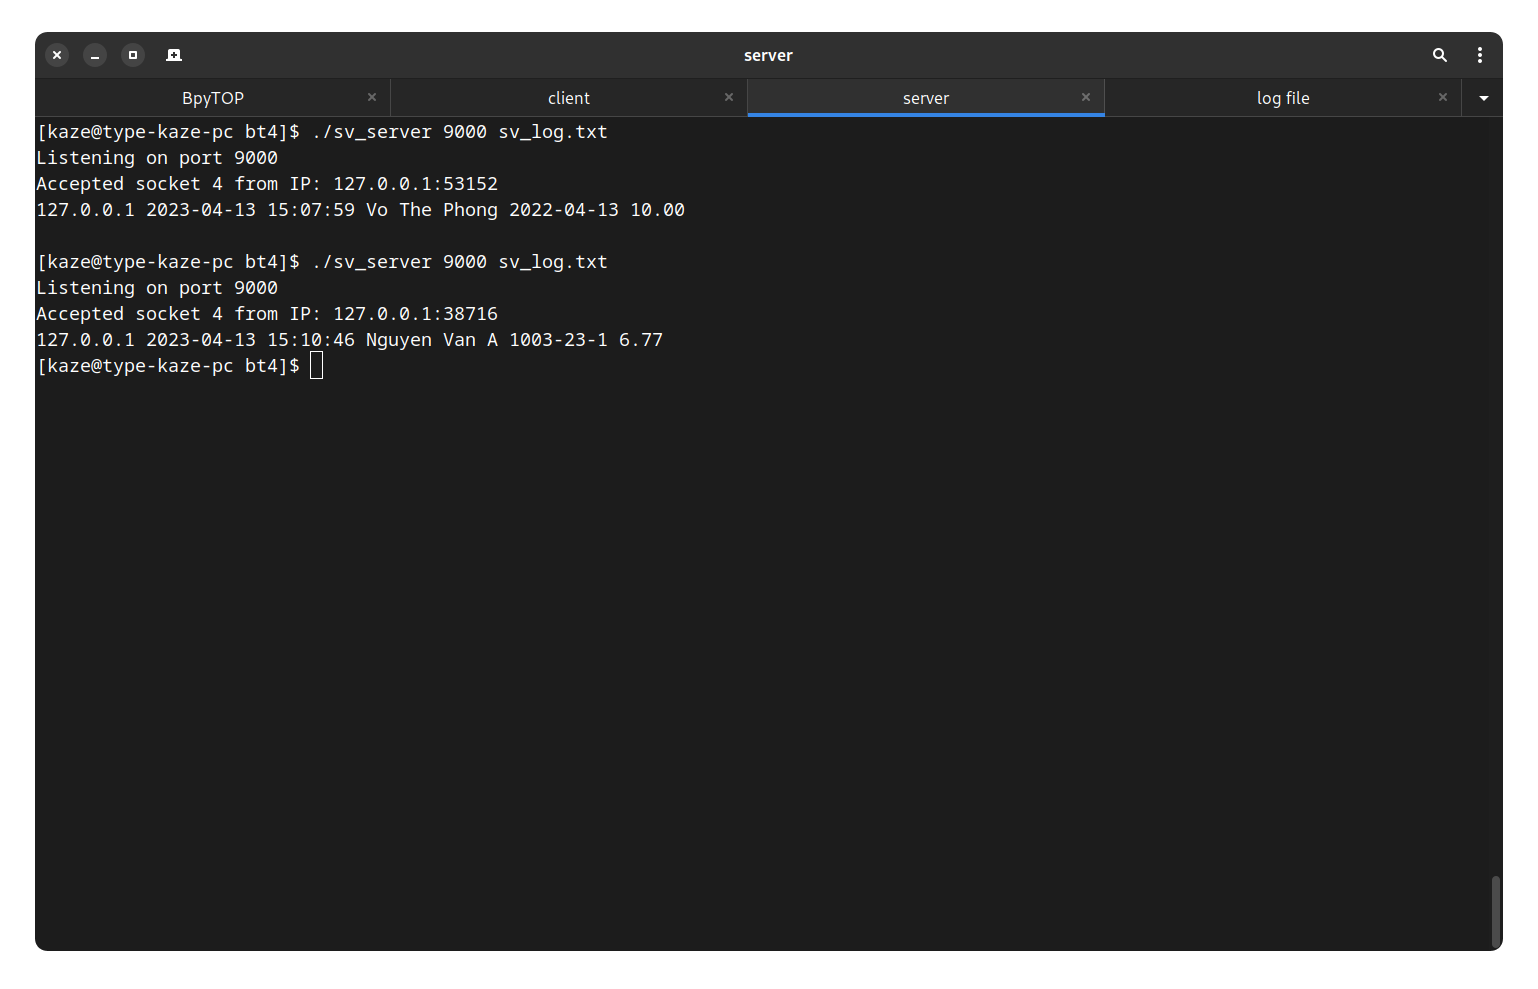 server
BpyTOP
client
server
log file
[kaze@type-kaze-pc bt4]$ ./sv_server 9000 sv_log.txt
Listening on port 9000
Accepted socket 4 from IP: 127.0.0.1:53152
127.0.0.1 2023-04-13 15:07:59 Vo The Phong 2022-04-13 10.00
[kaze@type-kaze-pc bt4]$ ./sv_server 9000 sv_log.txt
Listening on port 9000
Accepted socket 4 from IP: 127.0.0.1:38716
127.0.0.1 2023-04-13 15:10:46 Nguyen Van A 1003-23-1 6.77
[kaze@type-kaze-pc bt4]$